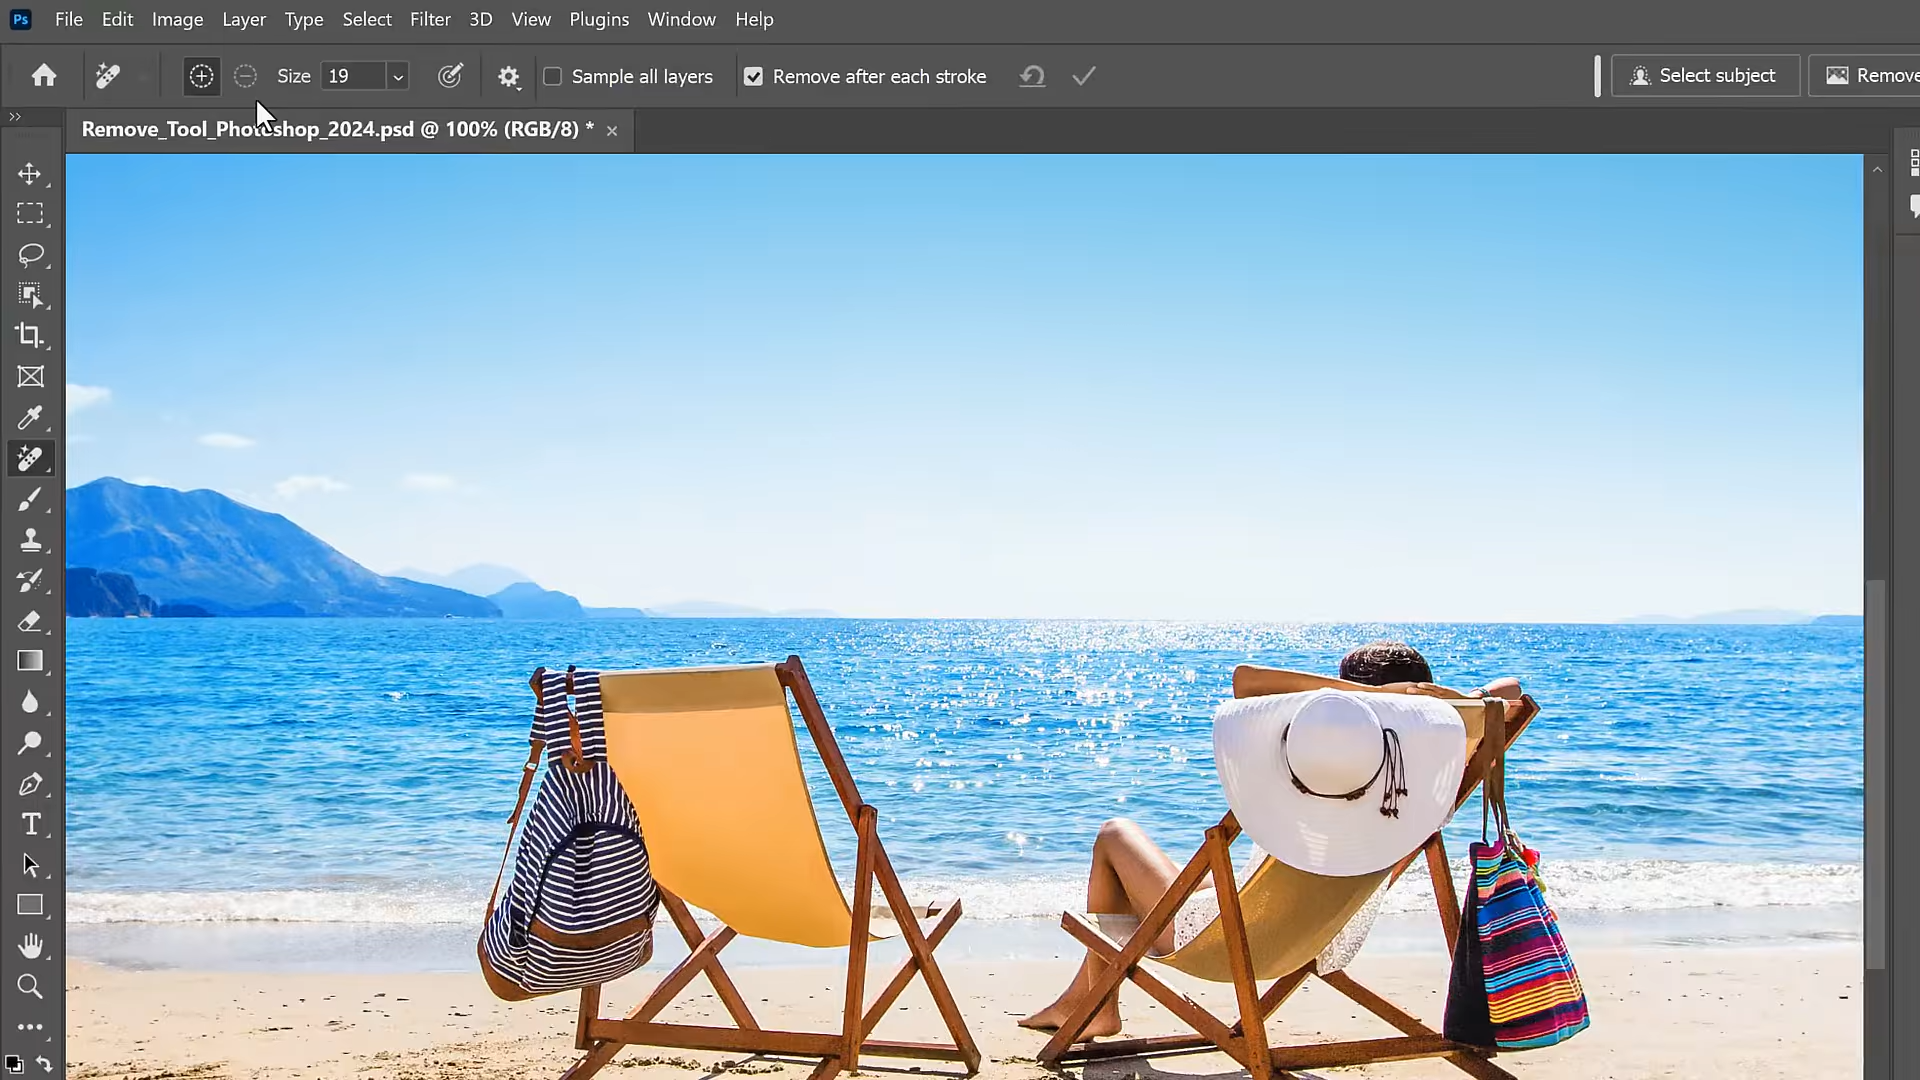 Ps File Edit Image Layer Type Select Filter 3D View Plugins Window Help
Size 19 Sample all layers Remove after each stroke Select subject Remove
Remove_Tool_Photoshop_2024.psd @ 100% (RGB/8) *